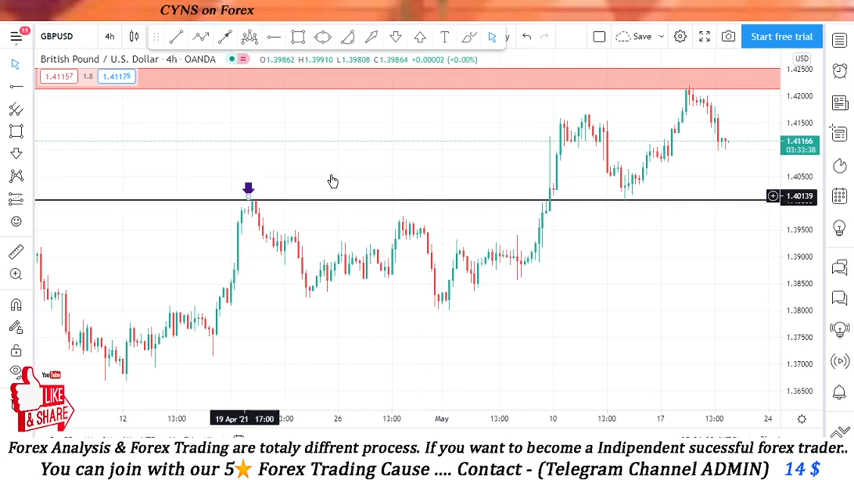 CYNS on Forex
11
GBPUSD 4h Save Start free trial
British Pound / U.S. Dollar · 4h · OANDA O1.39862 H1.39910 L1.39808 C1.39864 +0.00002 (+0.00%) USD
1.41157 1.8 1.41175
1.42500
1.42000
1.41500
1.41166
03:33:38
1.40500
1.40139
1.39500
1.39000
1.38500
1.38000
1.37500
1.37000
1.36500
YouTube
LIKE
& SHARE
12 13:00 19 Apr '21 17:00 26 13:00 May 13:00 10 13:00 17 13:00 24
Forex Analysis & Forex Trading are totaly diffrent process. If you want to become a Indipendent sucessful forex trader..
You can join with our 5⭐ Forex Trading Cause .... Contact - (Telegram Channel ADMIN) 14 $